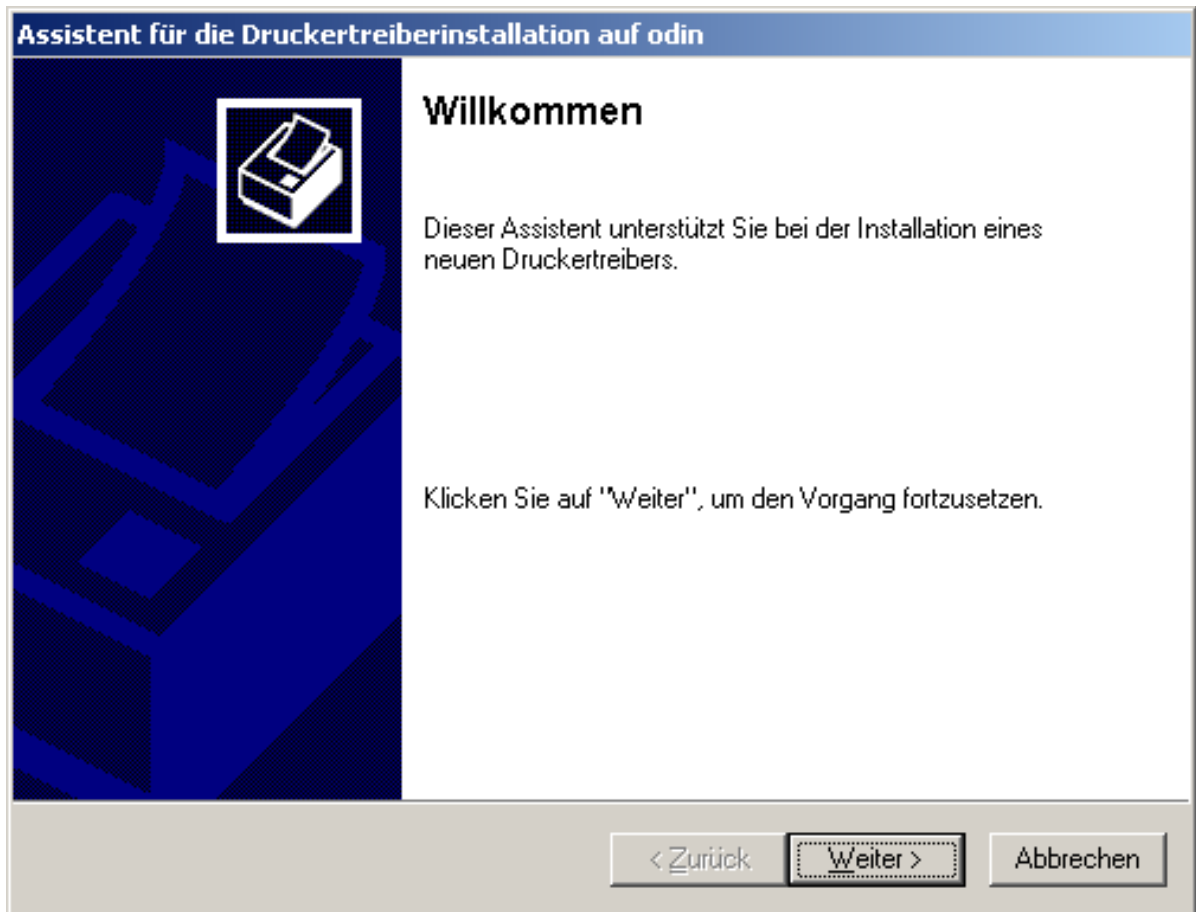 Assistent für die Druckertreiberinstallation auf odin
Willkommen
Dieser Assistent unterstützt Sie bei der Installation eines
neuen Druckertreibers.
Klicken Sie auf "Weiter", um den Vorgang fortzusetzen.
< Zurück
Weiter >
Abbrechen